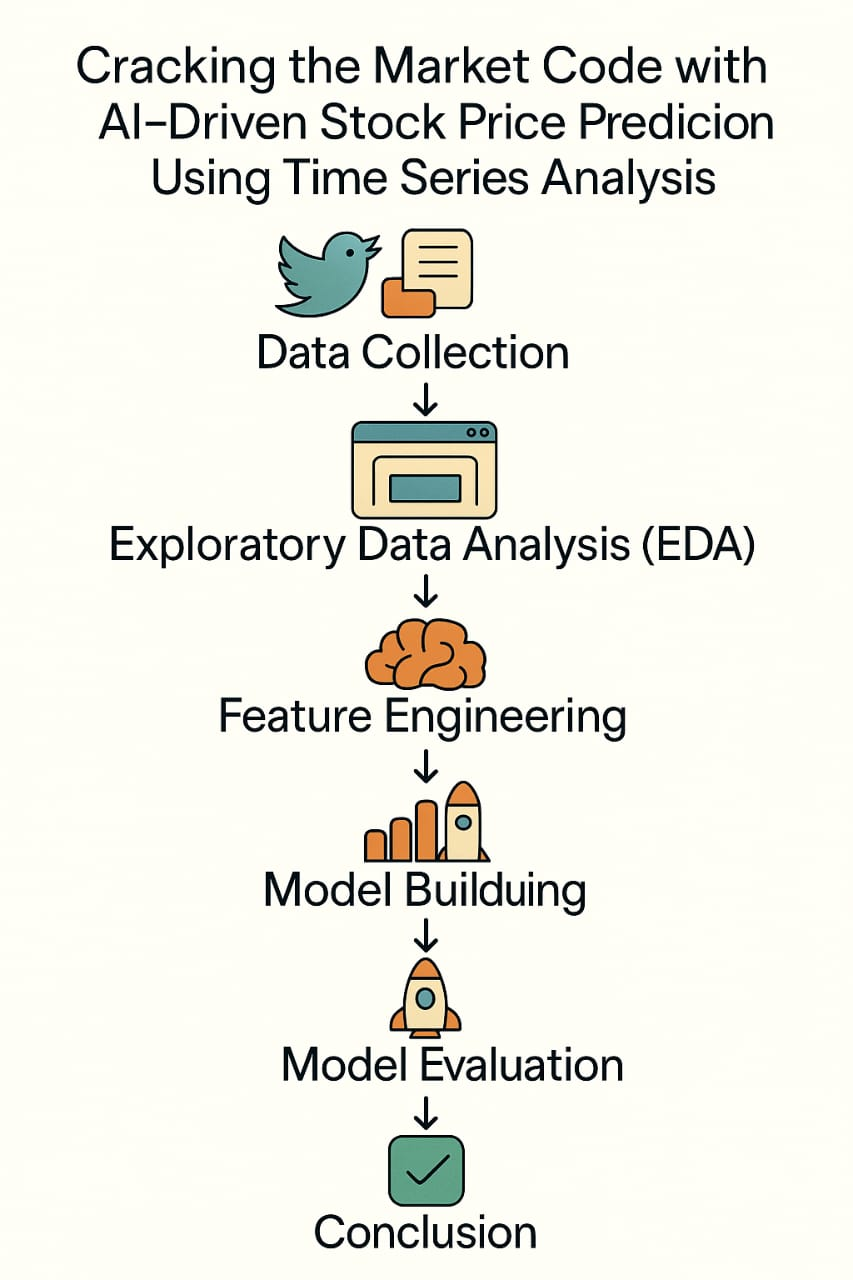 Cracking the Market Code with
AI–Driven Stock Price Predicion
Using Time Series Analysis
Data Collection
Exploratory Data Analysis (EDA)
Feature Engineering
Model Builduing
Model Evaluation
Conclusion